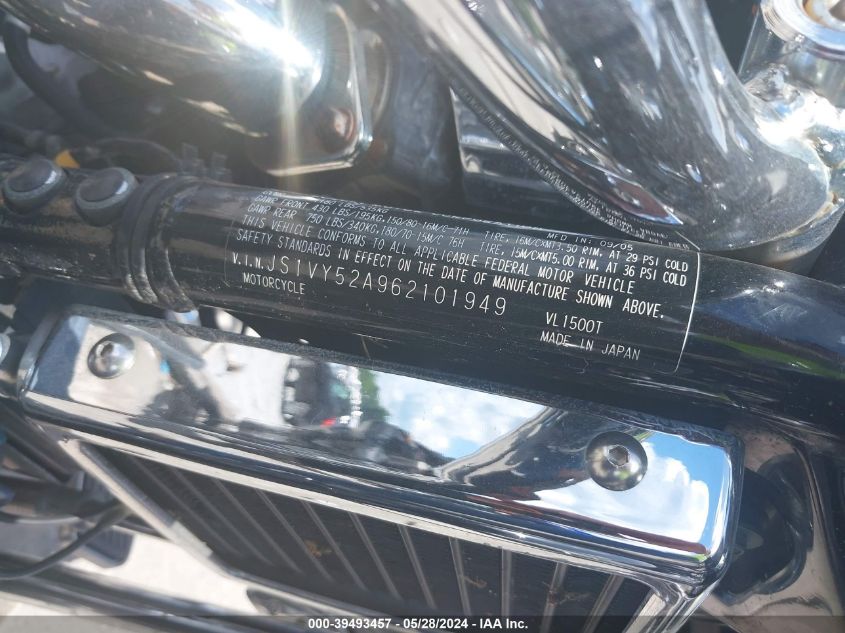 MFD IN: 09/05
GAWR FRONT 430 LBS/195KG,150/80-16M/C-71H TIRE, 16M/CXMT3.50 RIM, AT 29 PSI COLD
GAWR REAR 750 LBS/340KG,180/70-15M/C 76H TIRE, 15M/CXMT5.00 RIM, AT 36 PSI COLD
THIS VEHICLE CONFORMS TO ALL APPLICABLE FEDERAL MOTOR VEHICLE
SAFETY STANDARDS IN EFFECT ON THE DATE OF MANUFACTURE SHOWN ABOVE.
V.I.N.JS1VY52A962101949
MOTORCYCLE VL1500T
MADE IN JAPAN
000-39493457 - 05/28/2024 - IAA Inc.